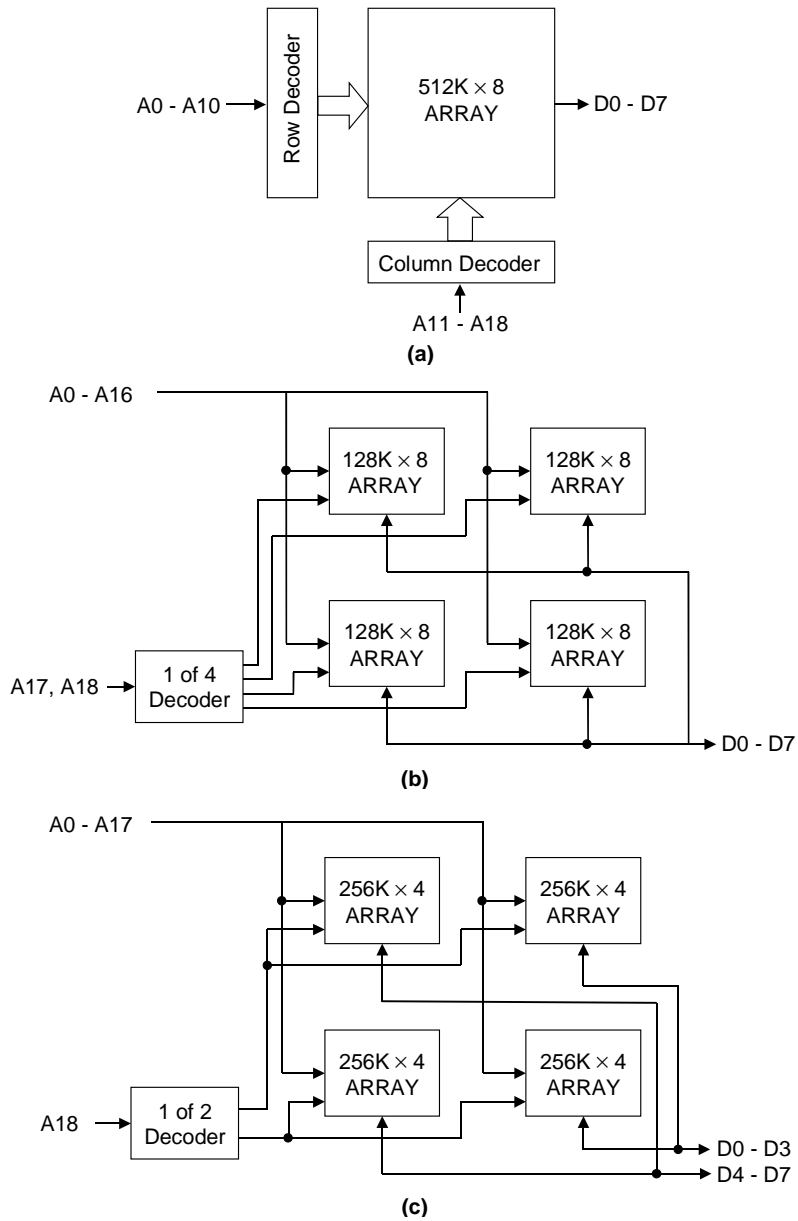 A0 - A10
Row Decoder
512K × 8
ARRAY
D0 - D7
Column Decoder
A11 - A18
(a)
A0 - A16
128K × 8
ARRAY
128K × 8
ARRAY
128K × 8
ARRAY
128K × 8
ARRAY
A17, A18
1 of 4
Decoder
D0 - D7
(b)
A0 - A17
256K × 4
ARRAY
256K × 4
ARRAY
256K × 4
ARRAY
256K × 4
ARRAY
A18
1 of 2
Decoder
D0 - D3
D4 - D7
(c)